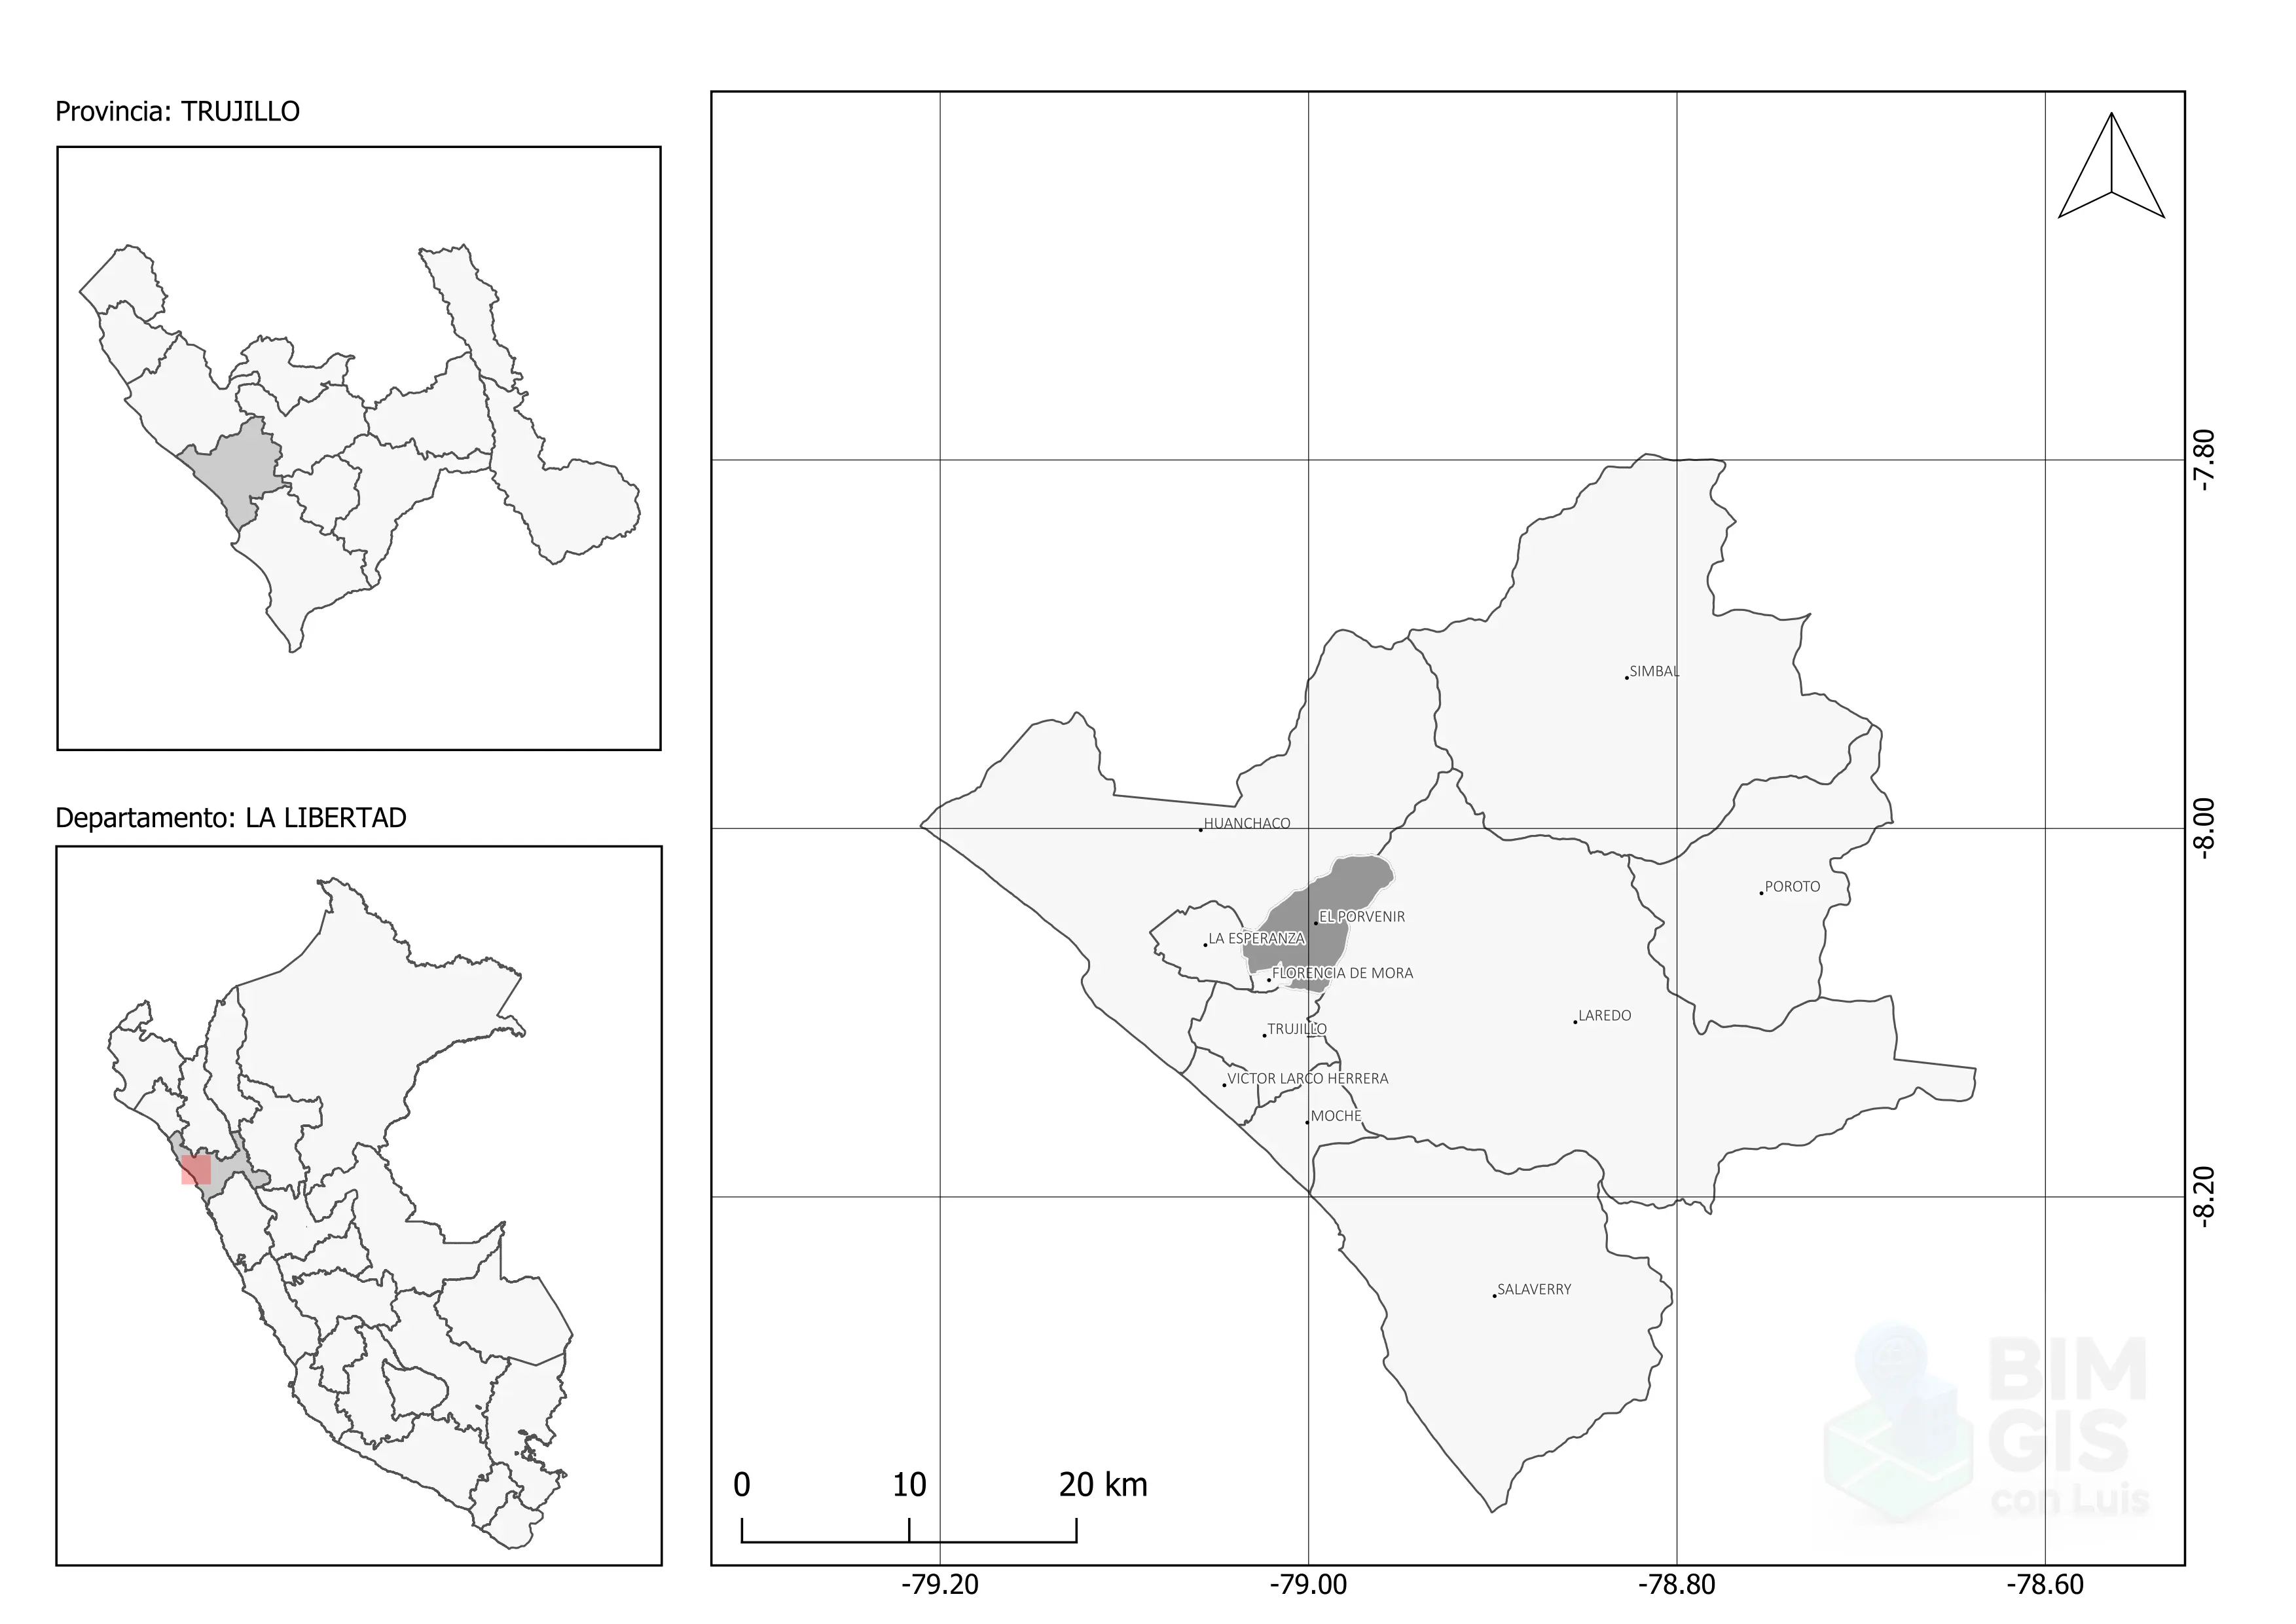 Provincia: TRUJILLO
Departamento: LA LIBERTAD
SIMBAL
HUANCHACO
POROTO
EL PORVENIR
LA ESPERANZA
FLORENCIA DE MORA
LAREDO
TRUJILLO
VICTOR LARCO HERRERA
MOCHE
SALAVERRY
-7.80
-8.00
-8.20
BIM
GIS
con Luis
0 10 20 km
-79.20 -79.00 -78.80 -78.60